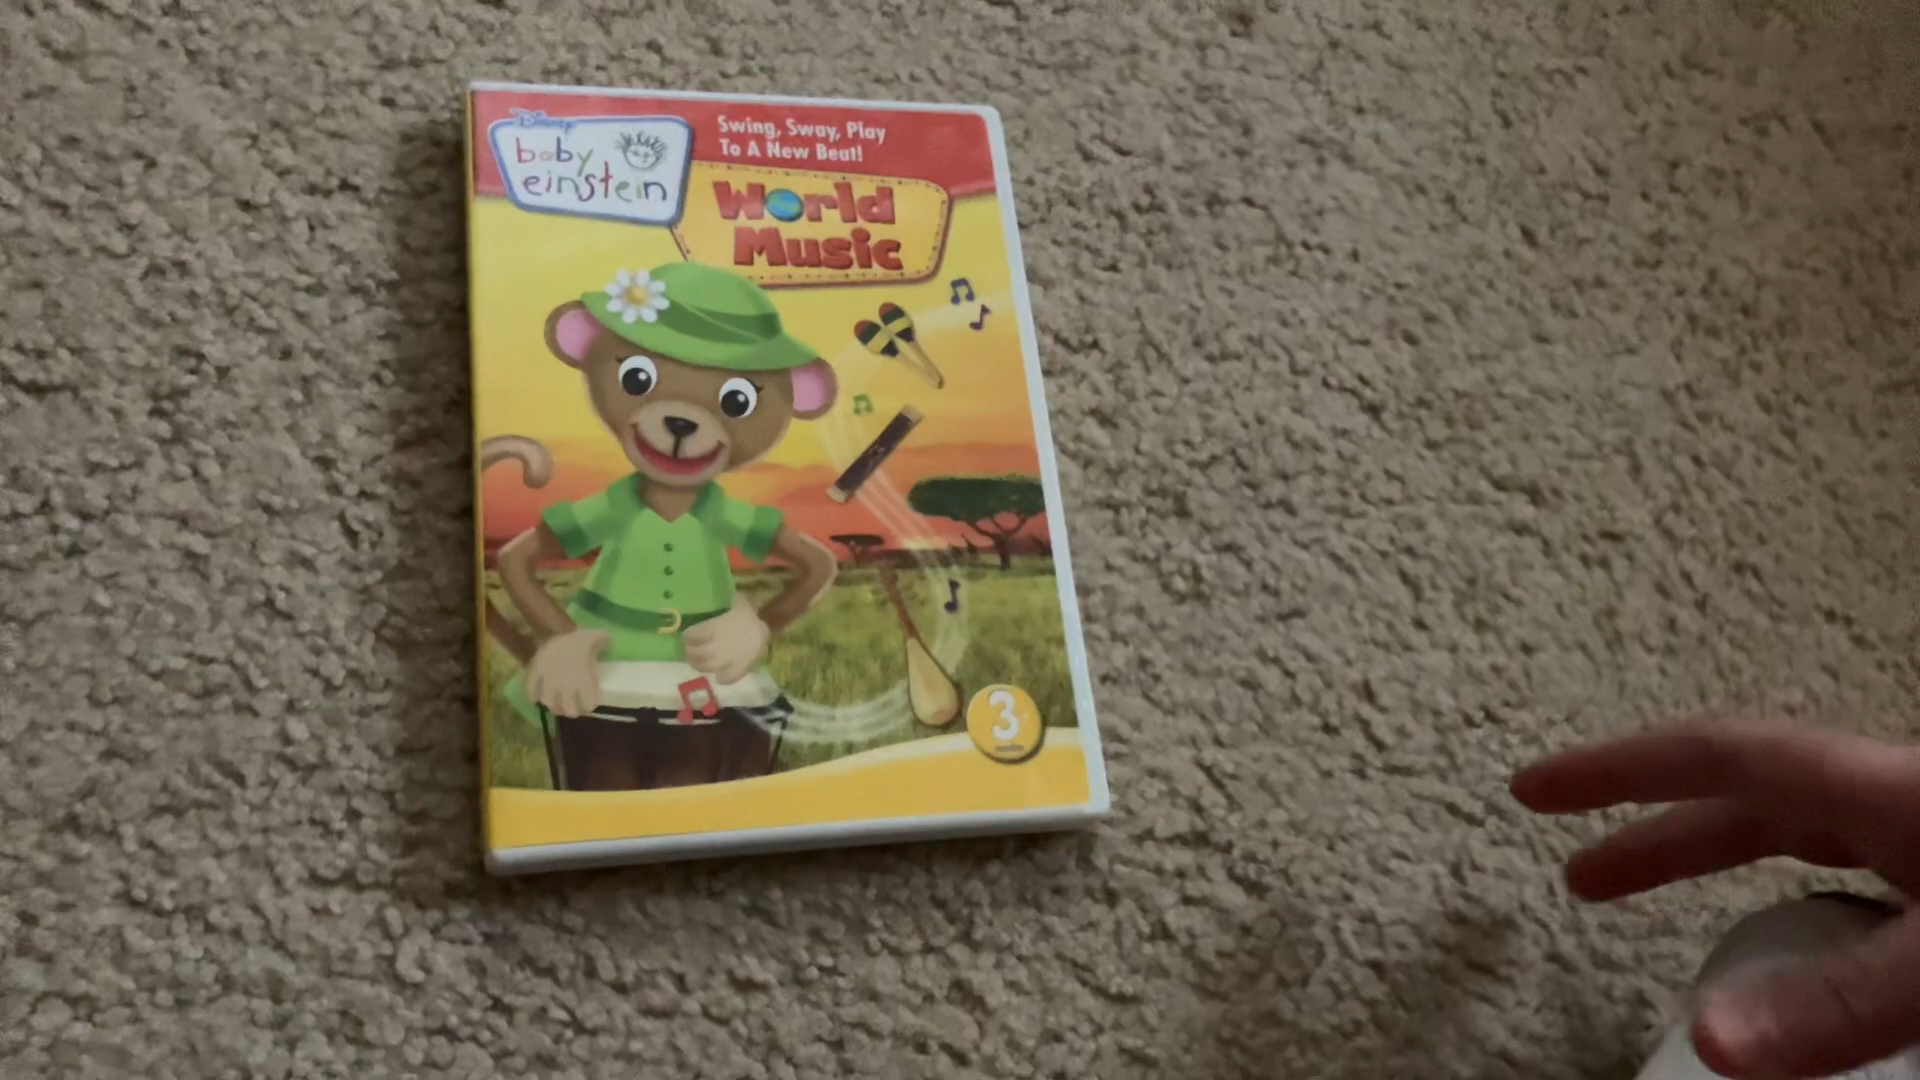 Disney
baby
einstein
Swing, Sway, Play
To A New Beat!
World
Music
3